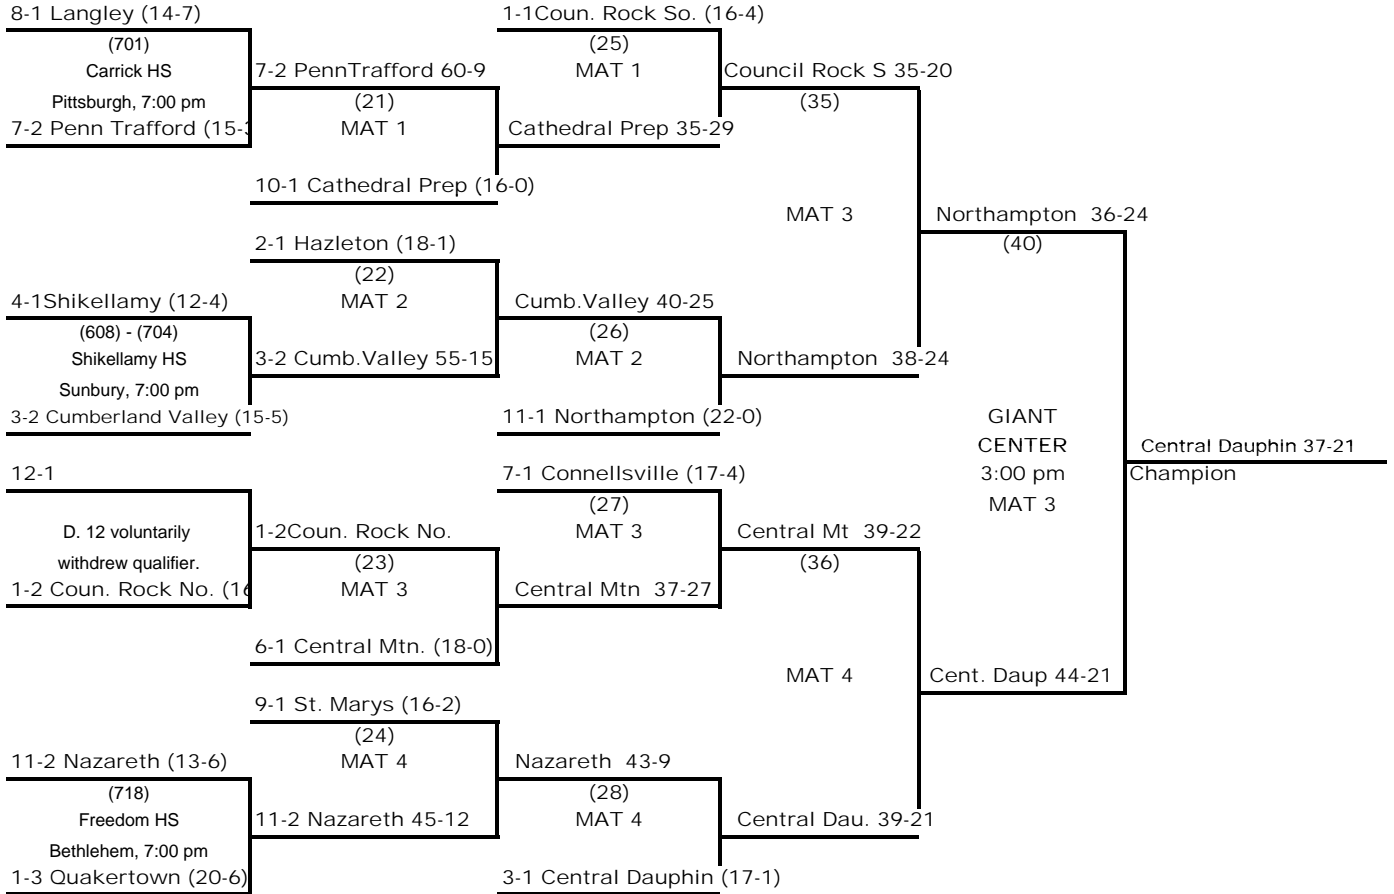 8-1 Langley (14-7)
(701)
Carrick HS
Pittsburgh, 7:00 pm
7-2 Penn Trafford (15-3
7-2 PennTrafford 60-9
(21)
MAT 1
10-1 Cathedral Prep (16-0)
1-1Coun. Rock So. (16-4)
(25)
MAT 1
Cathedral Prep 35-29
Council Rock S 35-20
(35)
MAT 3
2-1 Hazleton (18-1)
(22)
MAT 2
4-1Shikellamy (12-4)
(608) - (704)
Shikellamy HS
Sunbury, 7:00 pm
3-2 Cumberland Valley (15-5)
3-2 Cumb.Valley 55-15
Cumb.Valley 40-25
(26)
MAT 2
11-1 Northampton (22-0)
Northampton 38-24
Northampton 36-24
(40)
GIANT
CENTER
3:00 pm
MAT 3
Central Dauphin 37-21
Champion
12-1
D. 12 voluntarily
withdrew qualifier.
1-2 Coun. Rock No. (16
1-2Coun. Rock No.
(23)
MAT 3
6-1 Central Mtn. (18-0)
7-1 Connellsville (17-4)
(27)
MAT 3
Central Mtn 37-27
Central Mt 39-22
(36)
MAT 4
Cent. Daup 44-21
9-1 St. Marys (16-2)
(24)
MAT 4
11-2 Nazareth (13-6)
(718)
Freedom HS
Bethlehem, 7:00 pm
1-3 Quakertown (20-6)
11-2 Nazareth 45-12
Nazareth 43-9
(28)
MAT 4
3-1 Central Dauphin (17-1)
Central Dau. 39-21